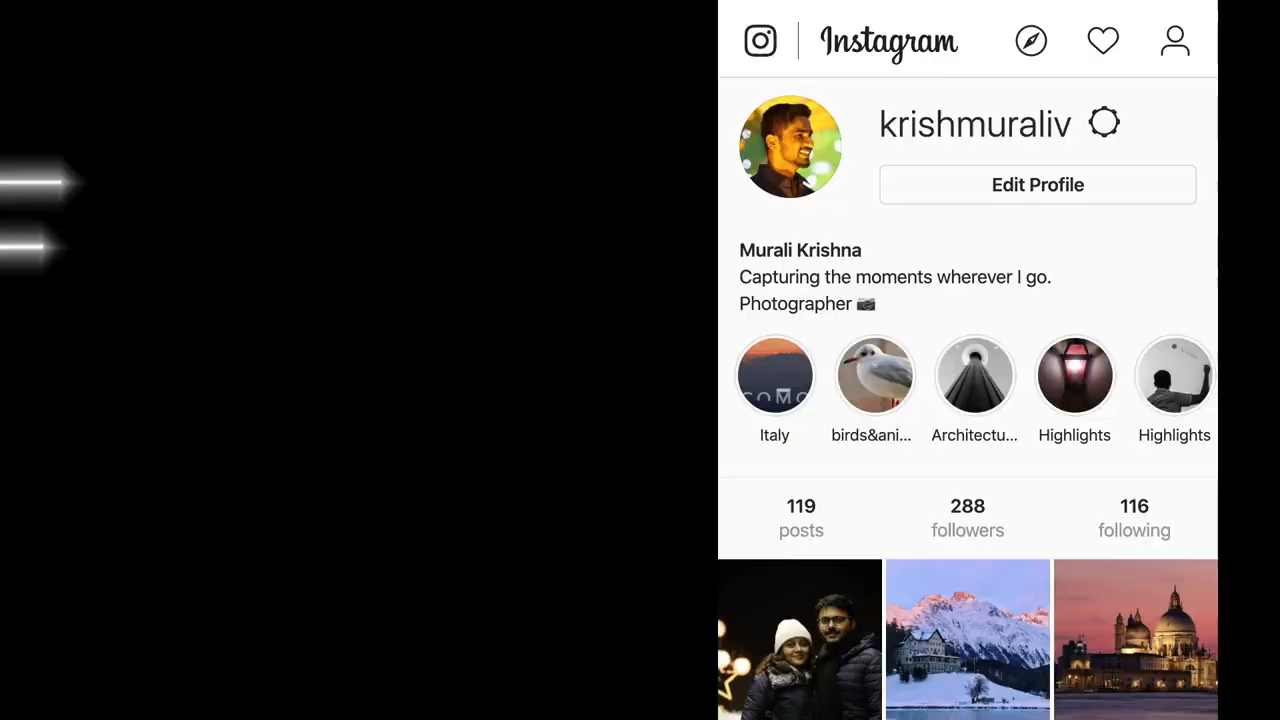 Instagram
krishmuraliv
Edit Profile
Murali Krishna
Capturing the moments wherever I go.
Photographer 📷
COMO
Italy
birds&ani...
Architectu...
Highlights
Highlights
119
posts
288
followers
116
following